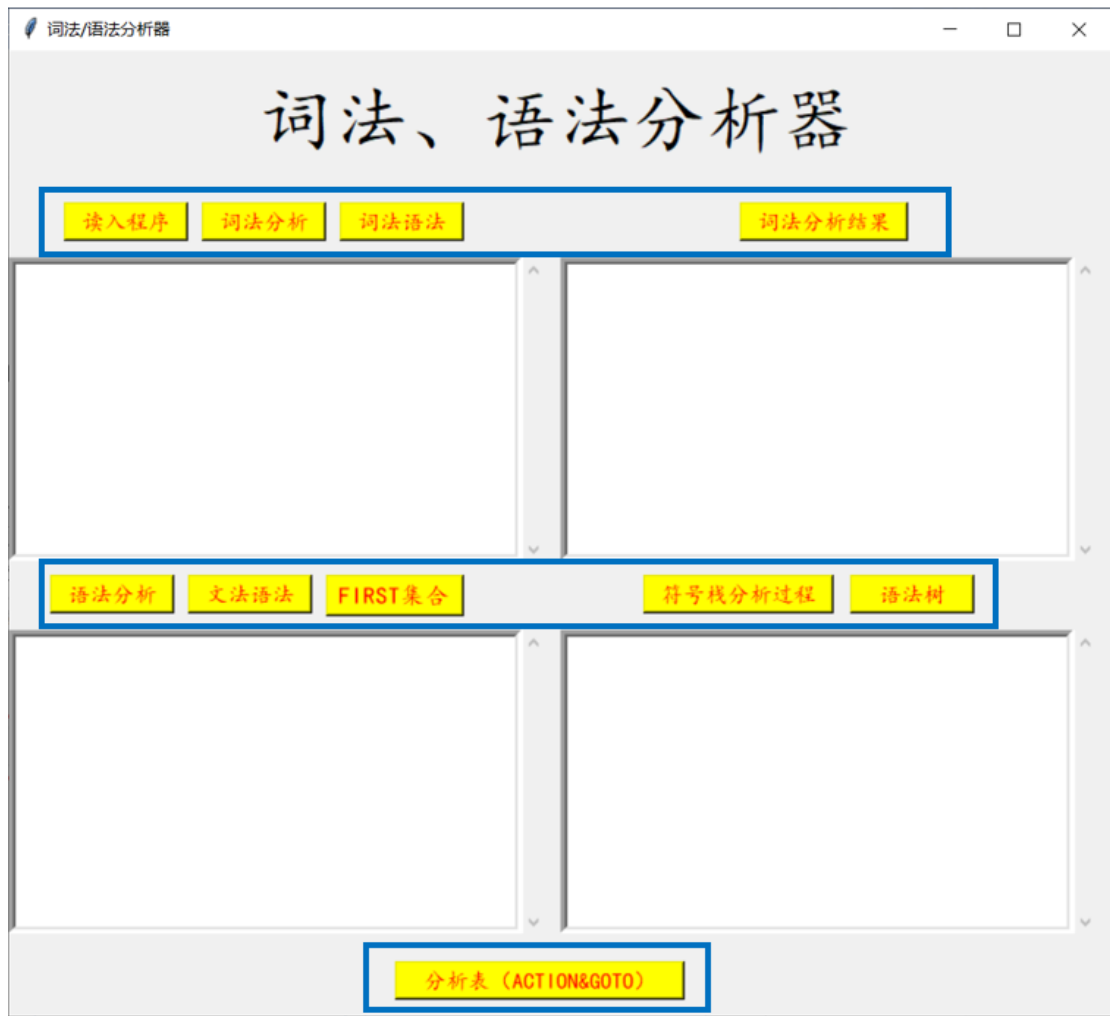 词法/语法分析器
词法、语法分析器
读入程序 词法分析 词法语法 词法分析结果
语法分析 文法语法 FIRST集合 符号栈分析过程 语法树
分析表（ACTION&GOTO）